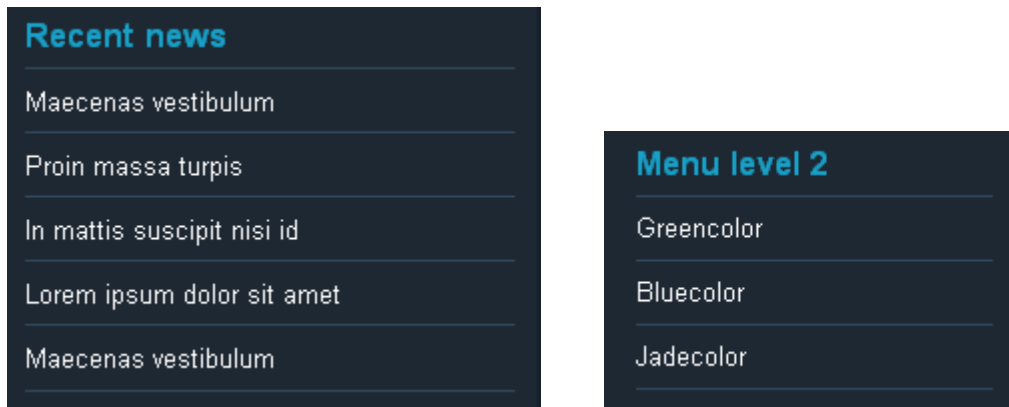 Recent news
Maecenas vestibulum
Proin massa turpis
In mattis suscipit nisi id
Lorem ipsum dolor sit amet
Maecenas vestibulum
Menu level 2
Greencolor
Bluecolor
Jadecolor